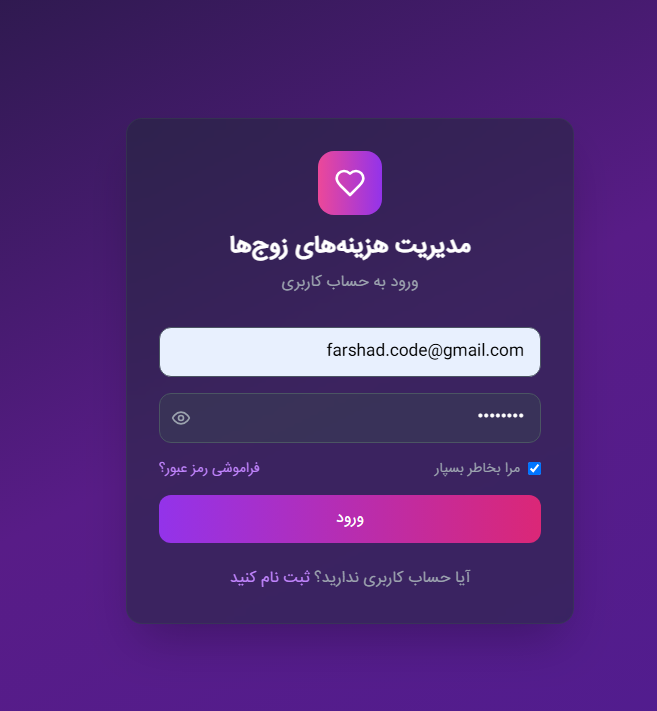 مدیریت هزینه‌های زوج‌ها
ورود به حساب کاربری
farshad.code@gmail.com
••••••••
مرا بخاطر بسپار فراموشی رمز عبور؟
ورود
آیا حساب کاربری ندارید؟ ثبت نام کنید